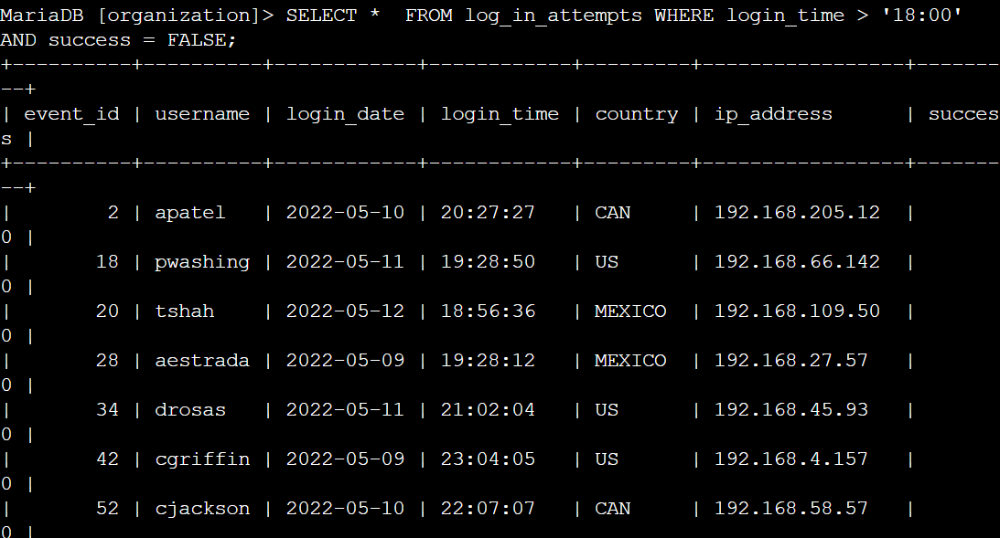 MariaDB [organization]> SELECT *  FROM log_in_attempts WHERE login_time > '18:00'
AND success = FALSE;
+----------+----------+------------+------------+---------+-----------------+-------
--+
| event_id | username | login_date | login_time | country | ip_address      | succes
s |
+----------+----------+------------+------------+---------+-----------------+-------
--+
|        2 | apatel   | 2022-05-10 | 20:27:27   | CAN     | 192.168.205.12  |
0 |
|       18 | pwashing | 2022-05-11 | 19:28:50   | US      | 192.168.66.142  |
0 |
|       20 | tshah    | 2022-05-12 | 18:56:36   | MEXICO  | 192.168.109.50  |
0 |
|       28 | aestrada | 2022-05-09 | 19:28:12   | MEXICO  | 192.168.27.57   |
0 |
|       34 | drosas   | 2022-05-11 | 21:02:04   | US      | 192.168.45.93   |
0 |
|       42 | cgriffin | 2022-05-09 | 23:04:05   | US      | 192.168.4.157   |
0 |
|       52 | cjackson | 2022-05-10 | 22:07:07   | CAN     | 192.168.58.57   |
0 |